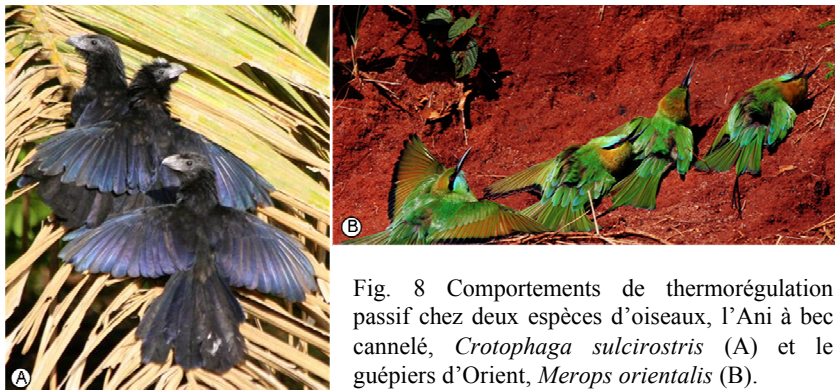 A
B
Fig. 8 Comportements de thermorégulation
passif chez deux espèces d'oiseaux, l'Ani à bec
cannelé, Crotophaga sulcirostris (A) et le
guépiers d'Orient, Merops orientalis (B).